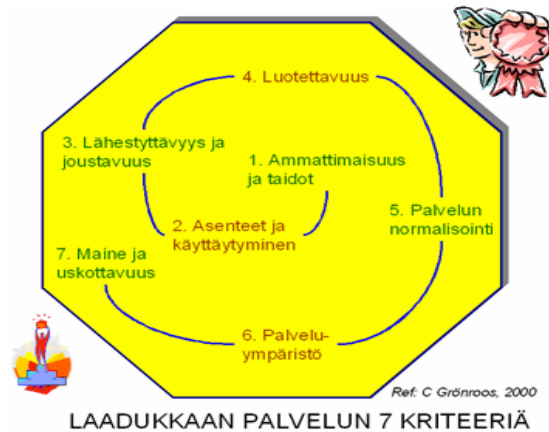 4. Luotettavuus
3. Lähestyttävyys ja
joustavuus
1. Ammattimaisuus
ja taidot
5. Palvelun
normalisointi
2. Asenteet ja
käyttäytyminen
7. Maine ja
uskottavuus
6. Palvelu-
ympäristö
Ref: C Grönroos, 2000
LAADUKKAAN PALVELUN 7 KRITEERIÄ